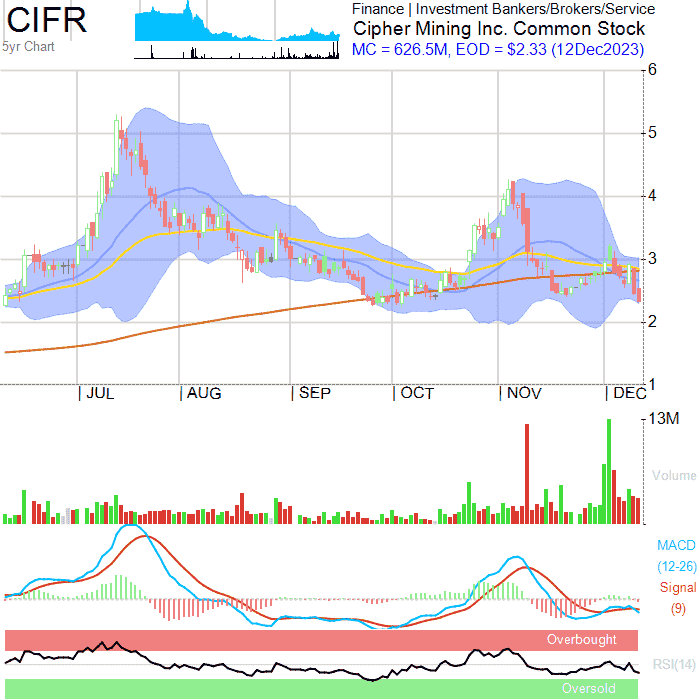 CIFR
5yr Chart
Finance | Investment Bankers/Brokers/Service
Cipher Mining Inc. Common Stock
MC = 626.5M, EOD = $2.33 (12Dec2023)
6
5
4
3
2
1
| JUL
| AUG
| SEP
| OCT
| NOV
| DEC
13M
Volume
MACD
(12-26)
Signal
(9)
Overbought
RSI(14)
Oversold